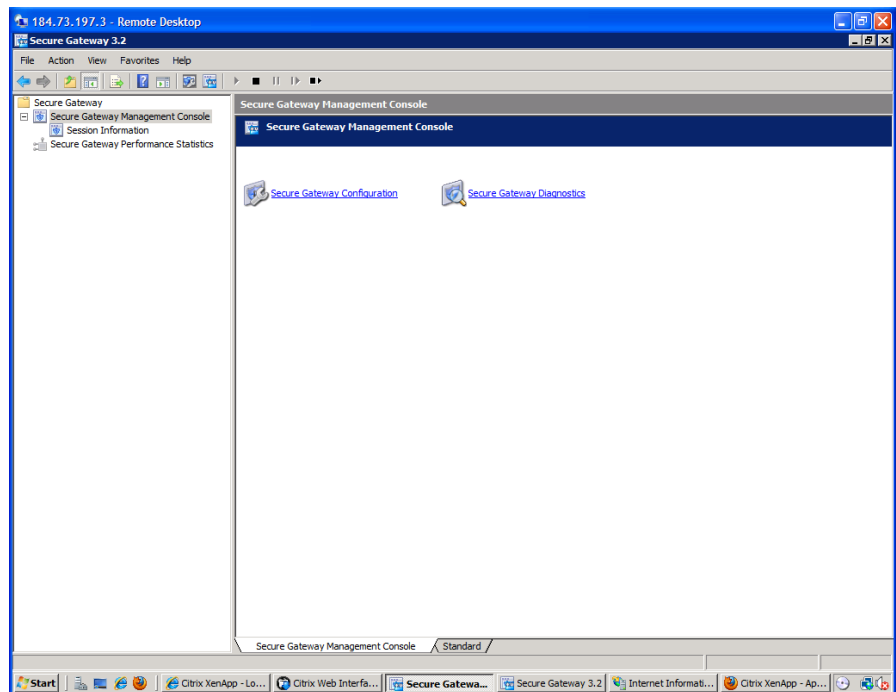 184.73.197.3 - Remote Desktop
Secure Gateway 3.2
File Action View Favorites Help
Secure Gateway
Secure Gateway Management Console
Session Information
Secure Gateway Performance Statistics
Secure Gateway Management Console
Secure Gateway Management Console
Secure Gateway Configuration
Secure Gateway Diagnostics
Secure Gateway Management Console
Standard
Start
Citrix XenApp - Lo...
Citrix Web Interfa...
Secure Gatewa...
Secure Gateway 3.2
Internet Informati...
Citrix XenApp - Ap...